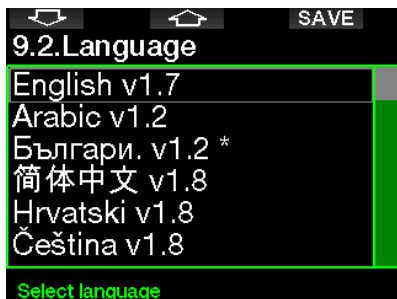 SAVE
9.2.Language
English v1.7
Arabic v1.2
Българи. v1.2 *
简体中文 v1.8
Hrvatski v1.8
Čeština v1.8
Select language